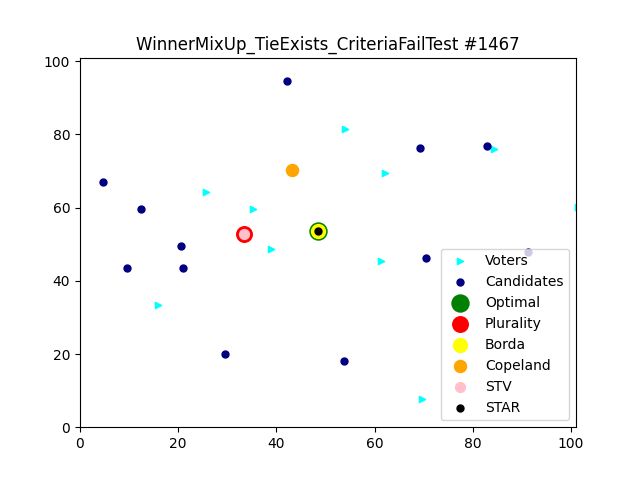 WinnerMixUp_TieExists_CriteriaFailTest #1467
100
80
60
40
20
0
0
20
40
60
80
100
Voters
Candidates
Optimal
Plurality
Borda
Copeland
STV
STAR